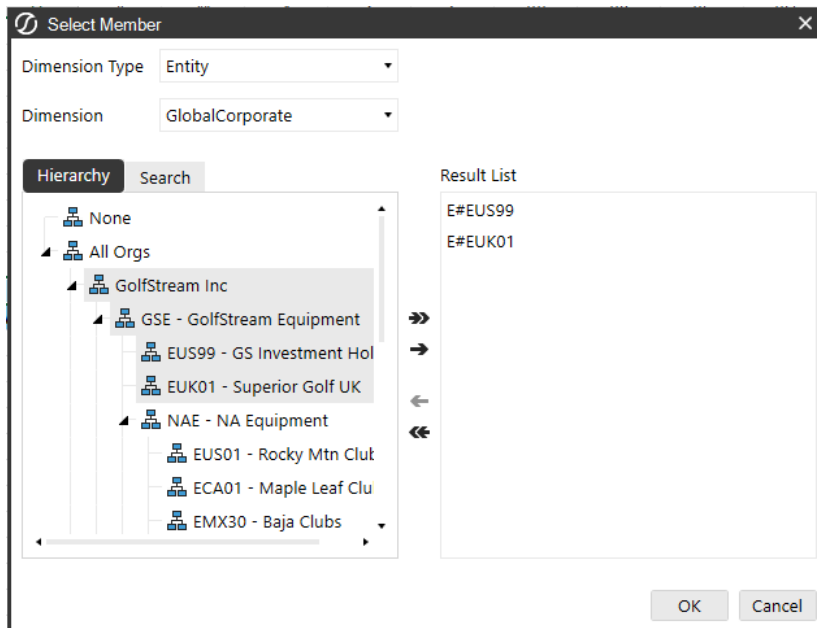 Select Member
Dimension Type Entity
Dimension GlobalCorporate
Hierarchy Search
Result List
None
All Orgs
GolfStream Inc
GSE - GolfStream Equipment
EUS99 - GS Investment Hol
EUK01 - Superior Golf UK
NAE - NA Equipment
EUS01 - Rocky Mtn Club
ECA01 - Maple Leaf Clu
EMX30 - Baja Clubs
E#EUS99
E#EUK01
OK Cancel